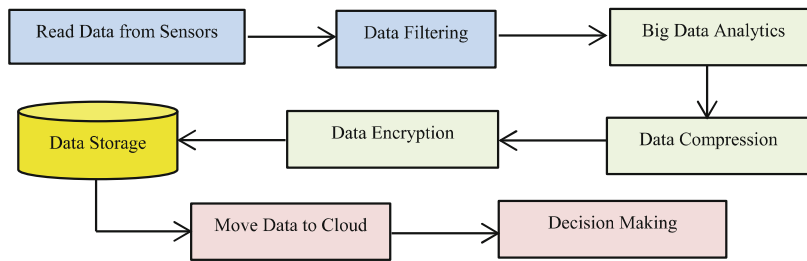 Read Data from Sensors
Data Filtering
Big Data Analytics
Data Storage
Data Encryption
Data Compression
Move Data to Cloud
Decision Making